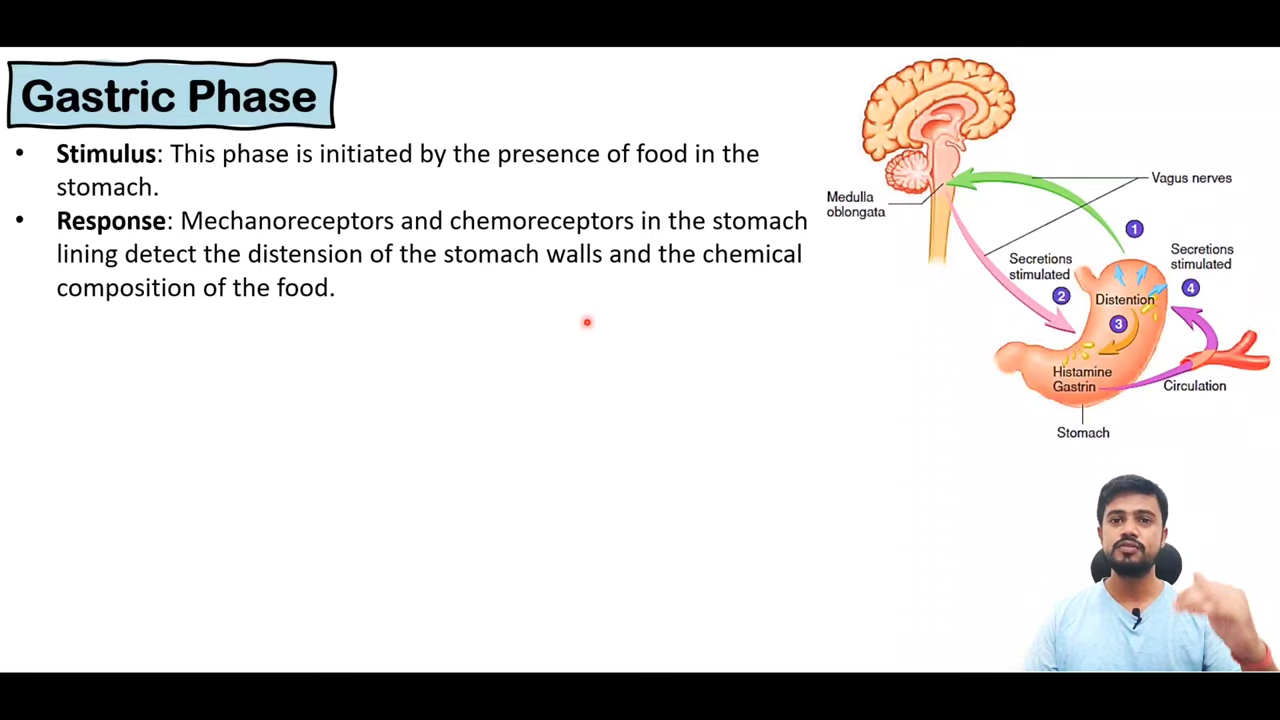 Gastric Phase
• Stimulus: This phase is initiated by the presence of food in the
stomach.
• Response: Mechanoreceptors and chemoreceptors in the stomach
lining detect the distension of the stomach walls and the chemical
composition of the food.
Vagus nerves
Medulla
oblongata
1
Secretions
stimulated
2
Secretions
stimulated
4
Distention
3
Histamine
Gastrin
Circulation
Stomach